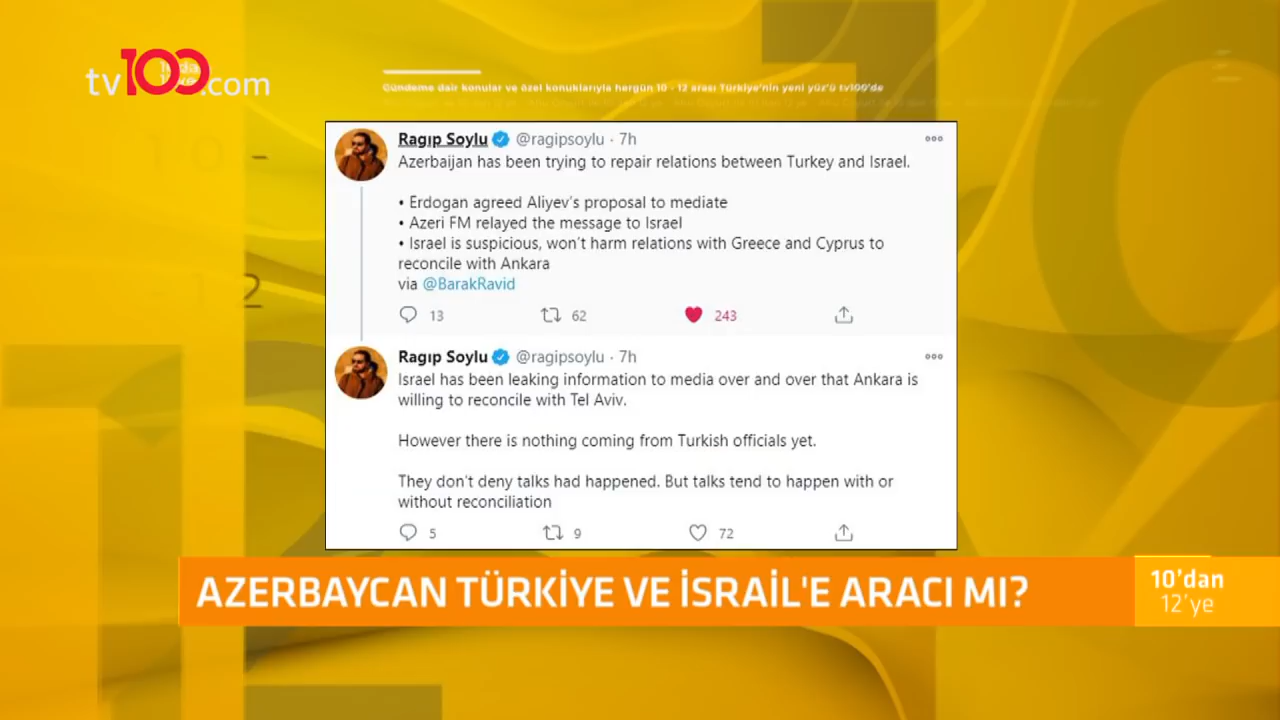 tv100.com
Gündeme dair konular ve özel konuklarıyla hergün 10 - 12 arası Türkiye'nin yeni yüz'ü tv100'de
Ragıp Soylu @ragipsoylu · 7h
Azerbaijan has been trying to repair relations between Turkey and Israel.
• Erdogan agreed Aliyev's proposal to mediate
• Azeri FM relayed the message to Israel
• Israel is suspicious, won't harm relations with Greece and Cyprus to
reconcile with Ankara
via @BarakRavid
13 62 243
Ragıp Soylu @ragipsoylu · 7h
Israel has been leaking information to media over and over that Ankara is
willing to reconcile with Tel Aviv.
However there is nothing coming from Turkish officials yet.
They don't deny talks had happened. But talks tend to happen with or
without reconciliation
5 9 72
AZERBAYCAN TÜRKİYE VE İSRAİL'E ARACI MI?
10'dan
12'ye